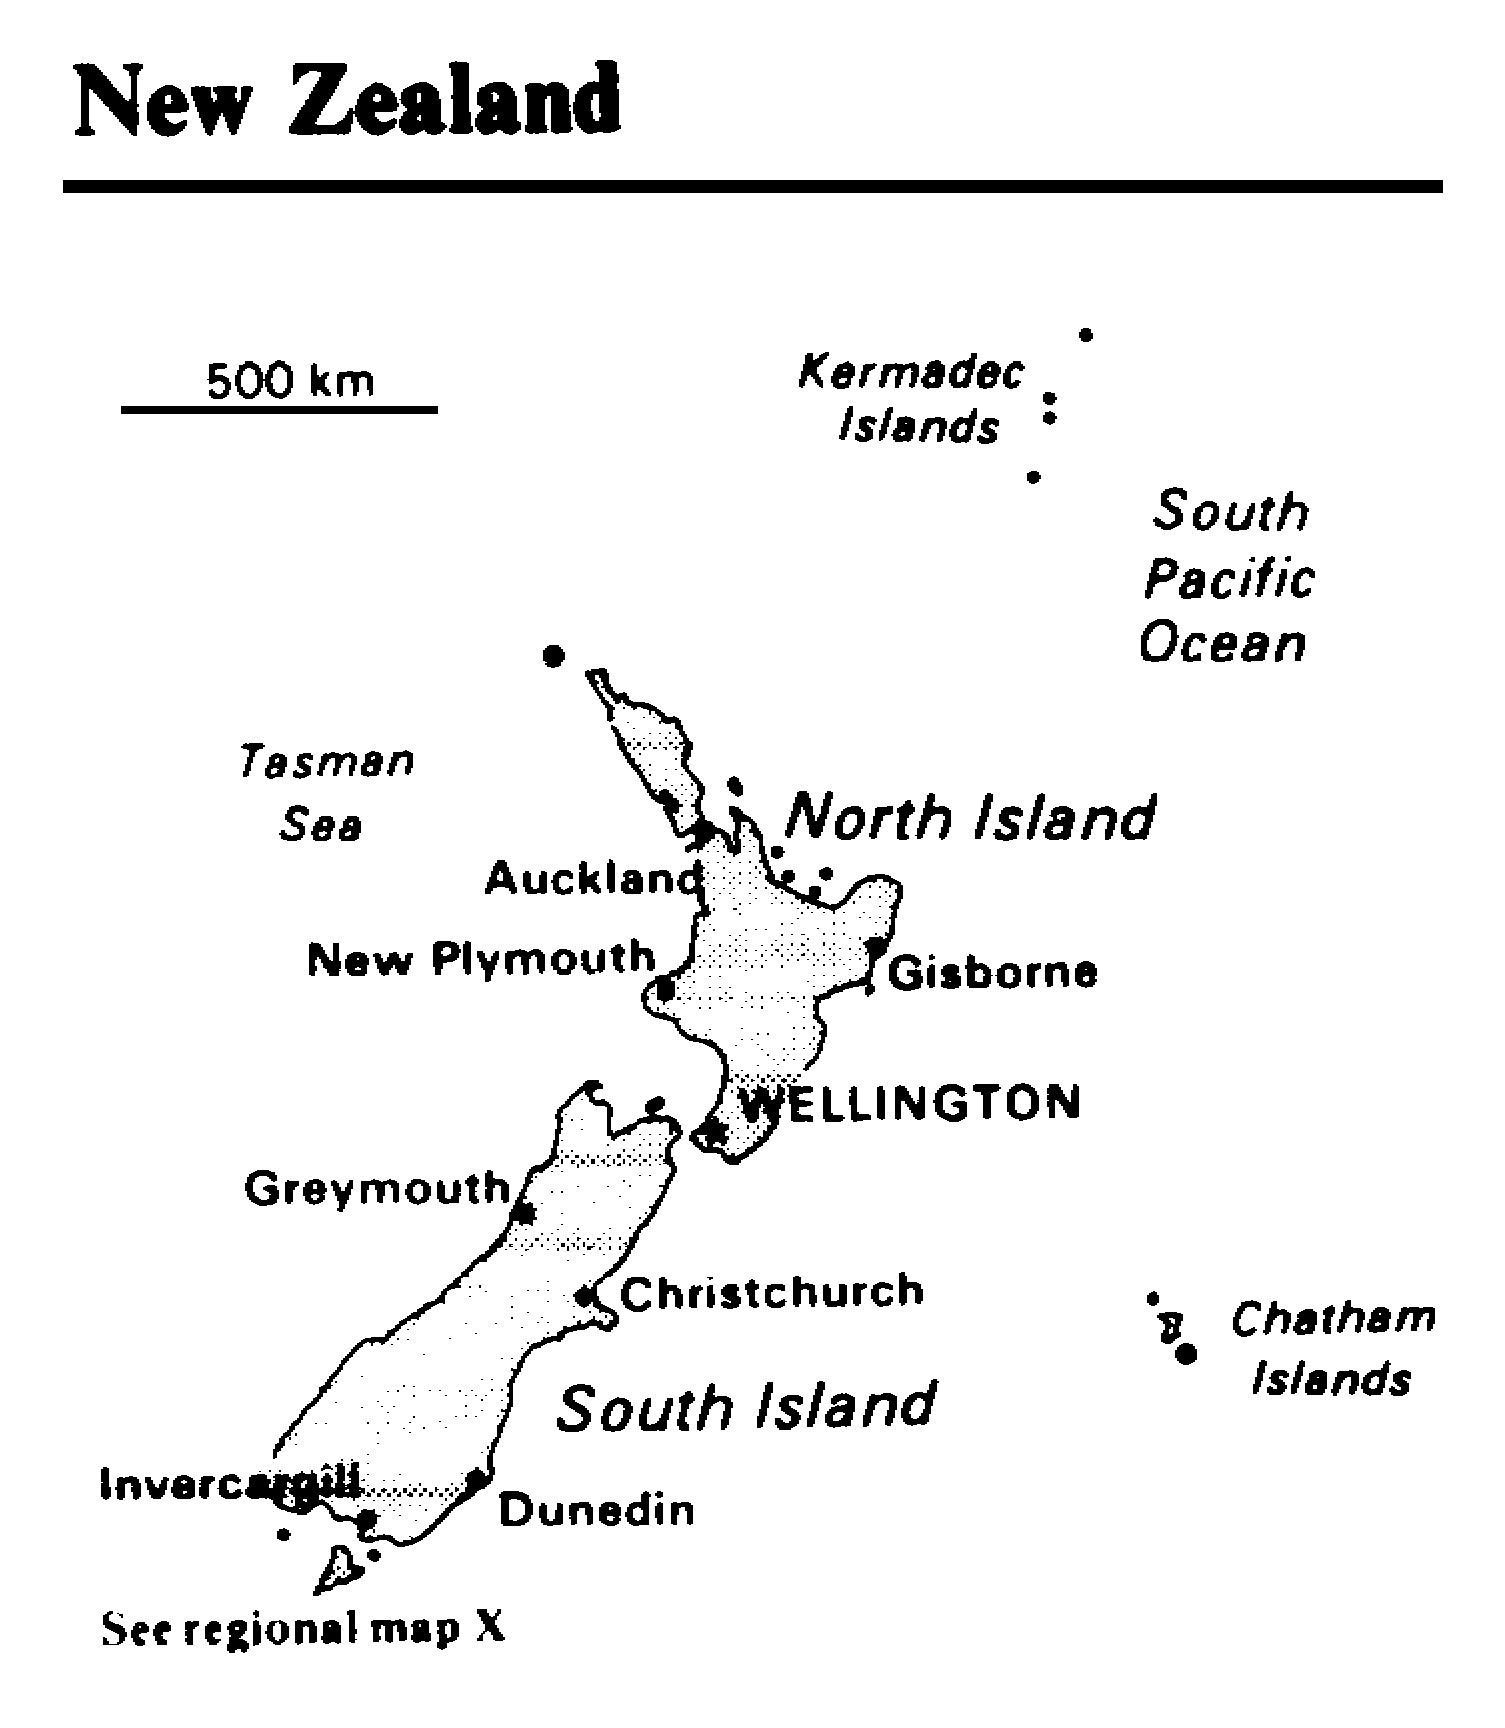 New Zealand
500 km
Kermadec
Islands
South
Pacific
Ocean
Tasman
Sea
North Island
Auckland
New Plymouth
Gisborne
WELLINGTON
Greymouth
Christchurch
Chatham
Islands
South Island
Invercargill
Dunedin
See regional map X